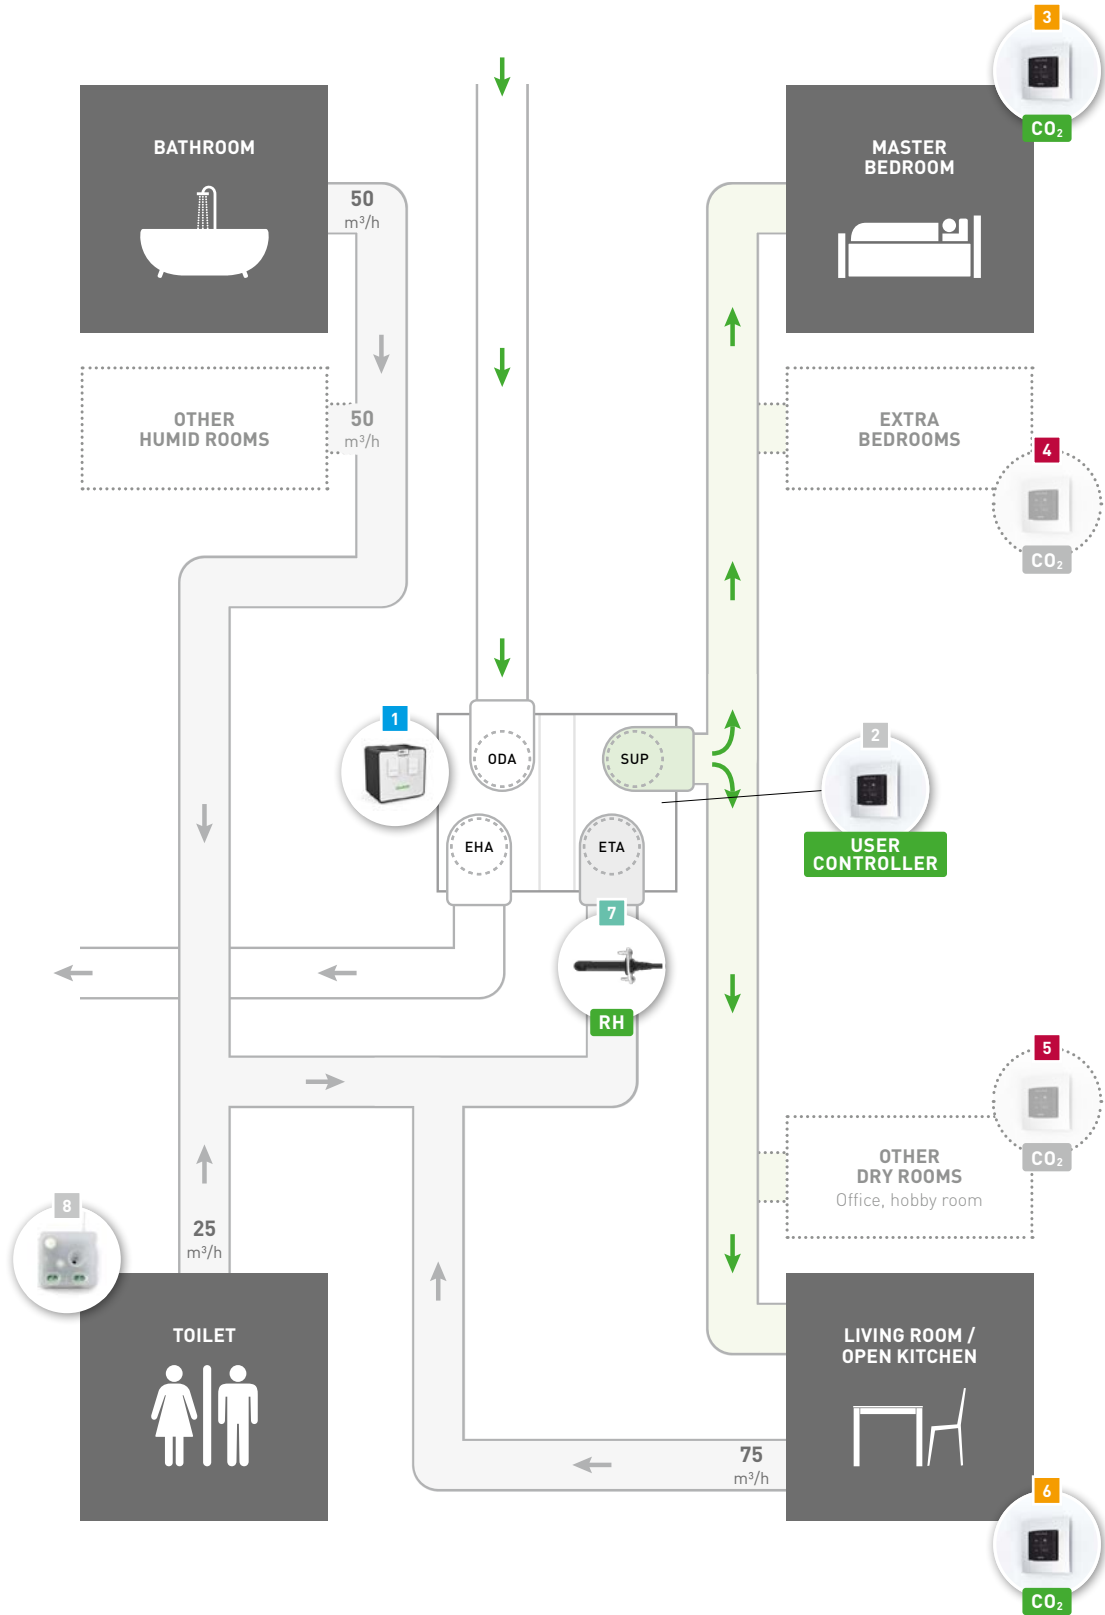 3
CO₂
BATHROOM
50
m³/h
MASTER
BEDROOM
OTHER
HUMID ROOMS
50
m³/h
EXTRA
BEDROOMS
4
CO₂
1
ODA
SUP
2
USER
CONTROLLER
EHA
ETA
7
RH
5
CO₂
OTHER
DRY ROOMS
Office, hobby room
8
25
m³/h
TOILET
LIVING ROOM /
OPEN KITCHEN
75
m³/h
6
CO₂